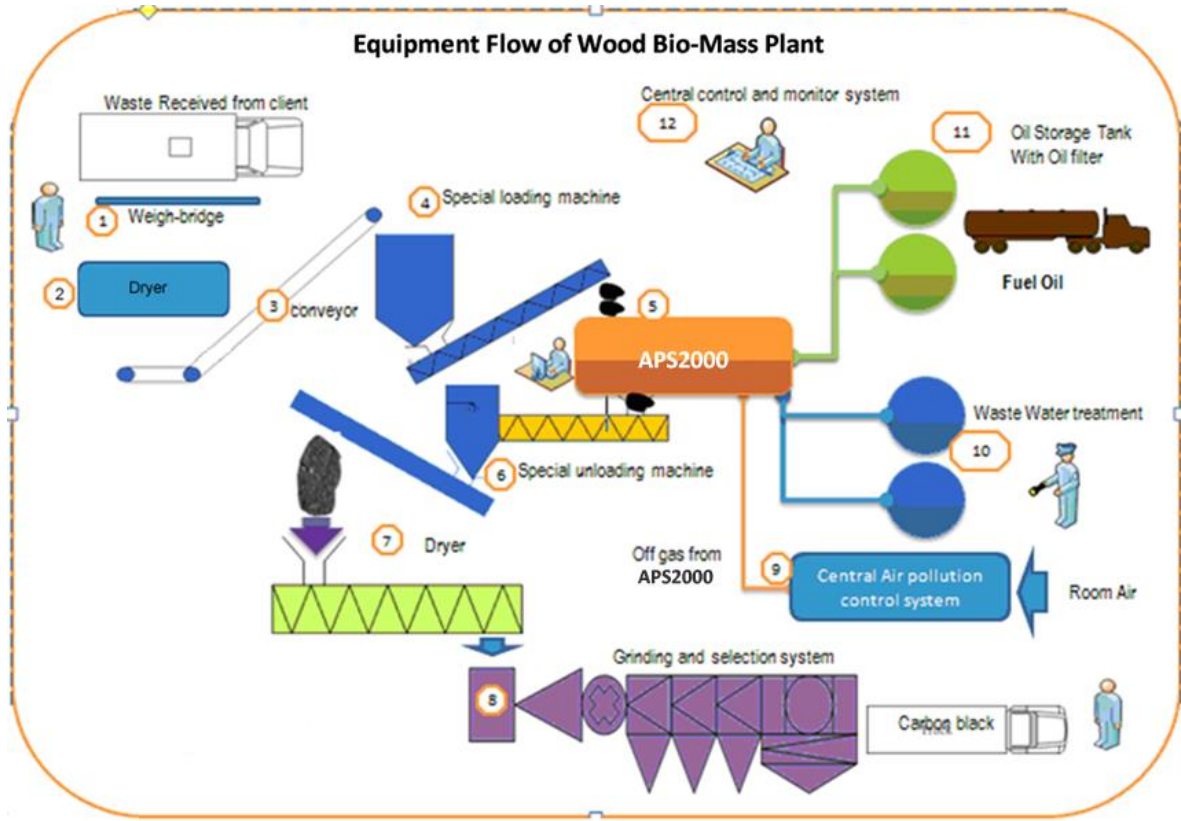 Equipment Flow of Wood Bio-Mass Plant
Waste Received from client
1
Weigh-bridge
2
Dryer
3
conveyor
4
Special loading machine
5
APS2000
6
Special unloading machine
7
Dryer
8
Grinding and selection system
Carbon black
9
Central Air pollution
control system
Off gas from
APS2000
Room Air
10
Waste Water treatment
11
Oil Storage Tank
With Oil filter
Fuel Oil
12
Central control and monitor system